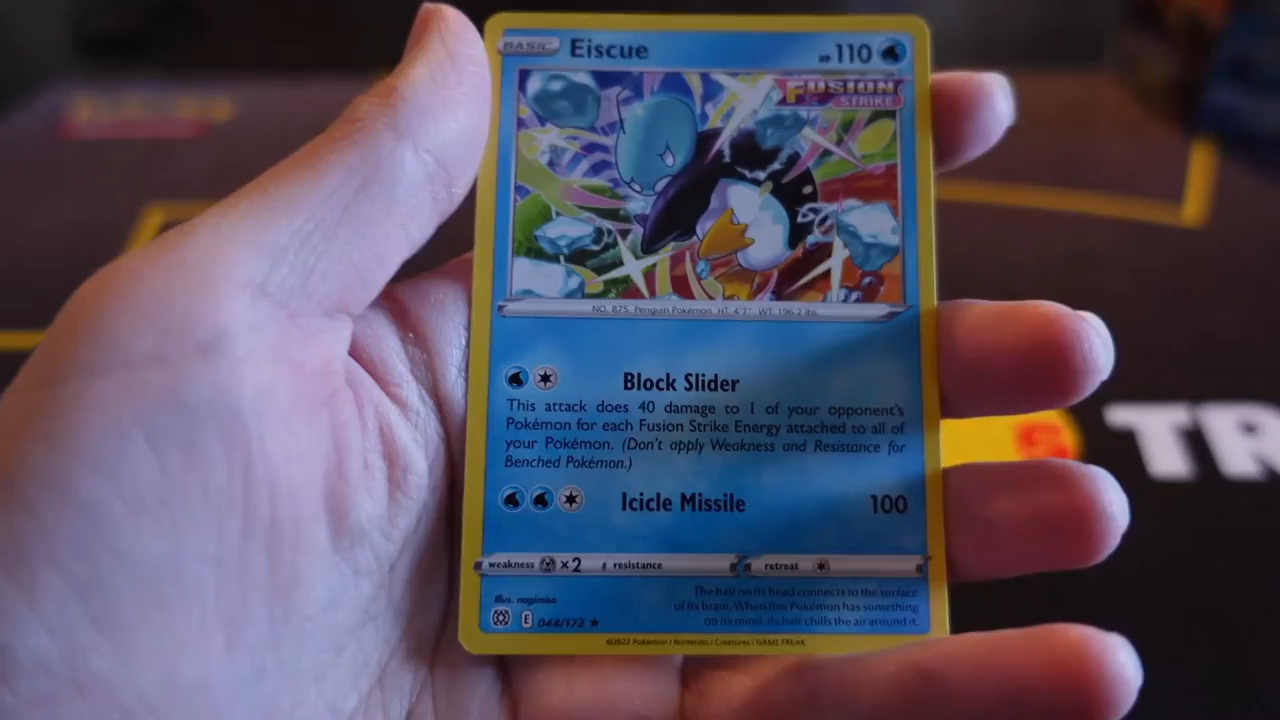 BASIC Eiscue HP 110
FUSION
STRIKE
NO. 875. Penguin Pokémon. HT: 4'7" WT: 196.2 lbs.
Block Slider
This attack does 40 damage to 1 of your opponent's
Pokémon for each Fusion Strike Energy attached to all of
your Pokémon. (Don't apply Weakness and Resistance for
Benched Pokémon.)
Icicle Missile 100
weakness ×2 resistance retreat
Illus. nagimiso
The hair on its head connects to the surface
of its brain. When this Pokémon has something
on its mind, its hair chills the air around it.
E 044/172 ★
©2022 Pokémon / Nintendo / Creatures / GAME FREAK
TR